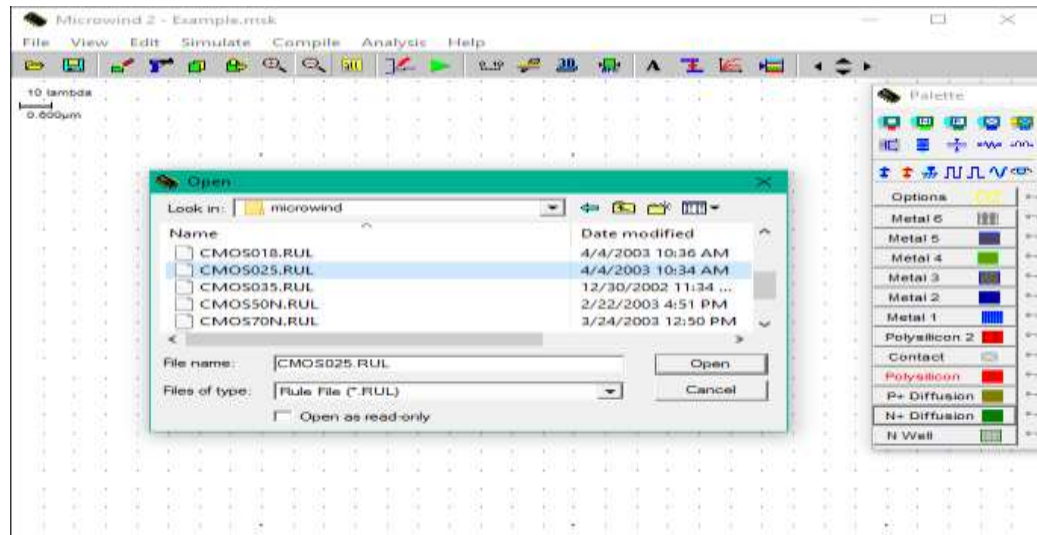 Microwind 2 - Example.msk
File View Edit Simulate Compile Analysis Help
10 lambda
0.600µm
Palette
Open
Look in: microwind
Name Date modified
CMOS018.RUL 4/4/2003 10:36 AM
CMOS025.RUL 4/4/2003 10:34 AM
CMOS035.RUL 12/30/2002 11:34 ...
CMOS50N.RUL 2/22/2003 4:51 PM
CMOS70N.RUL 3/24/2003 12:50 PM
File name: CMOS025.RUL Open
Files of type: Rule File (*.RUL) Cancel
Open as read-only
Options
Metal 6
Metal 5
Metal 4
Metal 3
Metal 2
Metal 1
Polysilicon 2
Contact
Polysilicon
P+ Diffusion
N+ Diffusion
N Well